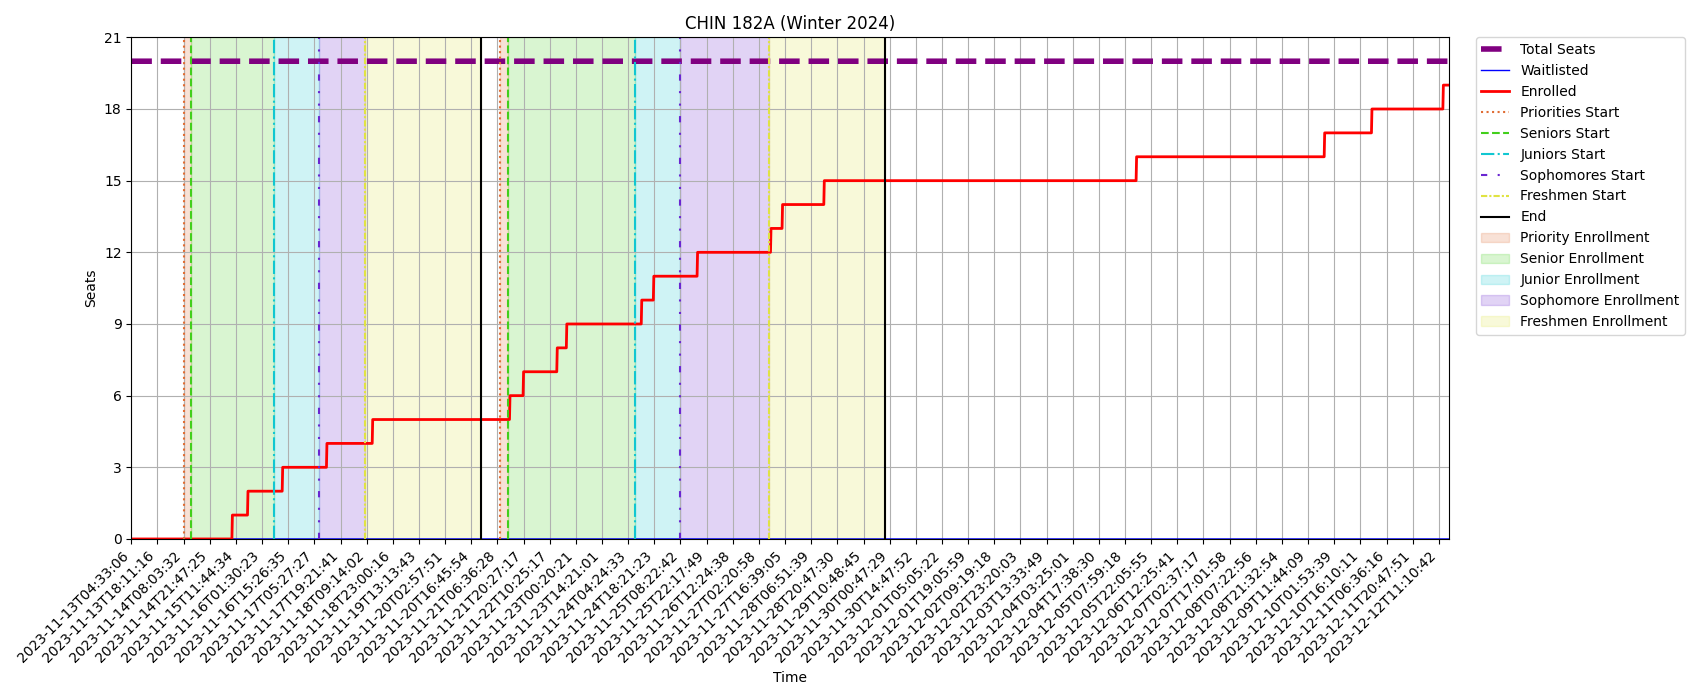 CHIN 182A (Winter 2024)
Seats
21
18
15
12
9
6
3
0
2023-11-13T04:33:06
2023-11-13T18:11:16
2023-11-14T08:03:32
2023-11-14T21:47:25
2023-11-15T11:44:34
2023-11-16T01:30:23
2023-11-16T15:26:35
2023-11-17T05:27:27
2023-11-17T19:21:41
2023-11-18T09:14:02
2023-11-18T23:00:16
2023-11-19T13:13:43
2023-11-20T02:57:51
2023-11-20T16:45:54
2023-11-21T06:36:28
2023-11-21T20:27:17
2023-11-22T10:25:17
2023-11-23T00:20:21
2023-11-23T14:21:01
2023-11-24T04:24:33
2023-11-24T18:21:23
2023-11-25T08:22:42
2023-11-25T22:17:49
2023-11-26T12:24:38
2023-11-27T02:20:58
2023-11-27T16:39:05
2023-11-28T06:51:39
2023-11-28T20:47:30
2023-11-29T10:48:45
2023-11-30T00:47:29
2023-11-30T14:47:52
2023-12-01T05:05:22
2023-12-01T19:05:59
2023-12-02T09:19:18
2023-12-02T23:20:03
2023-12-03T13:33:49
2023-12-04T03:25:01
2023-12-04T17:38:30
2023-12-05T07:59:18
2023-12-05T22:05:55
2023-12-06T12:25:41
2023-12-07T02:37:17
2023-12-07T17:01:58
2023-12-08T07:22:56
2023-12-08T21:32:54
2023-12-09T11:44:09
2023-12-10T01:53:39
2023-12-10T16:10:11
2023-12-11T06:36:16
2023-12-11T20:47:51
2023-12-12T11:10:42
Time
Total Seats
Waitlisted
Enrolled
Priorities Start
Seniors Start
Juniors Start
Sophomores Start
Freshmen Start
End
Priority Enrollment
Senior Enrollment
Junior Enrollment
Sophomore Enrollment
Freshmen Enrollment